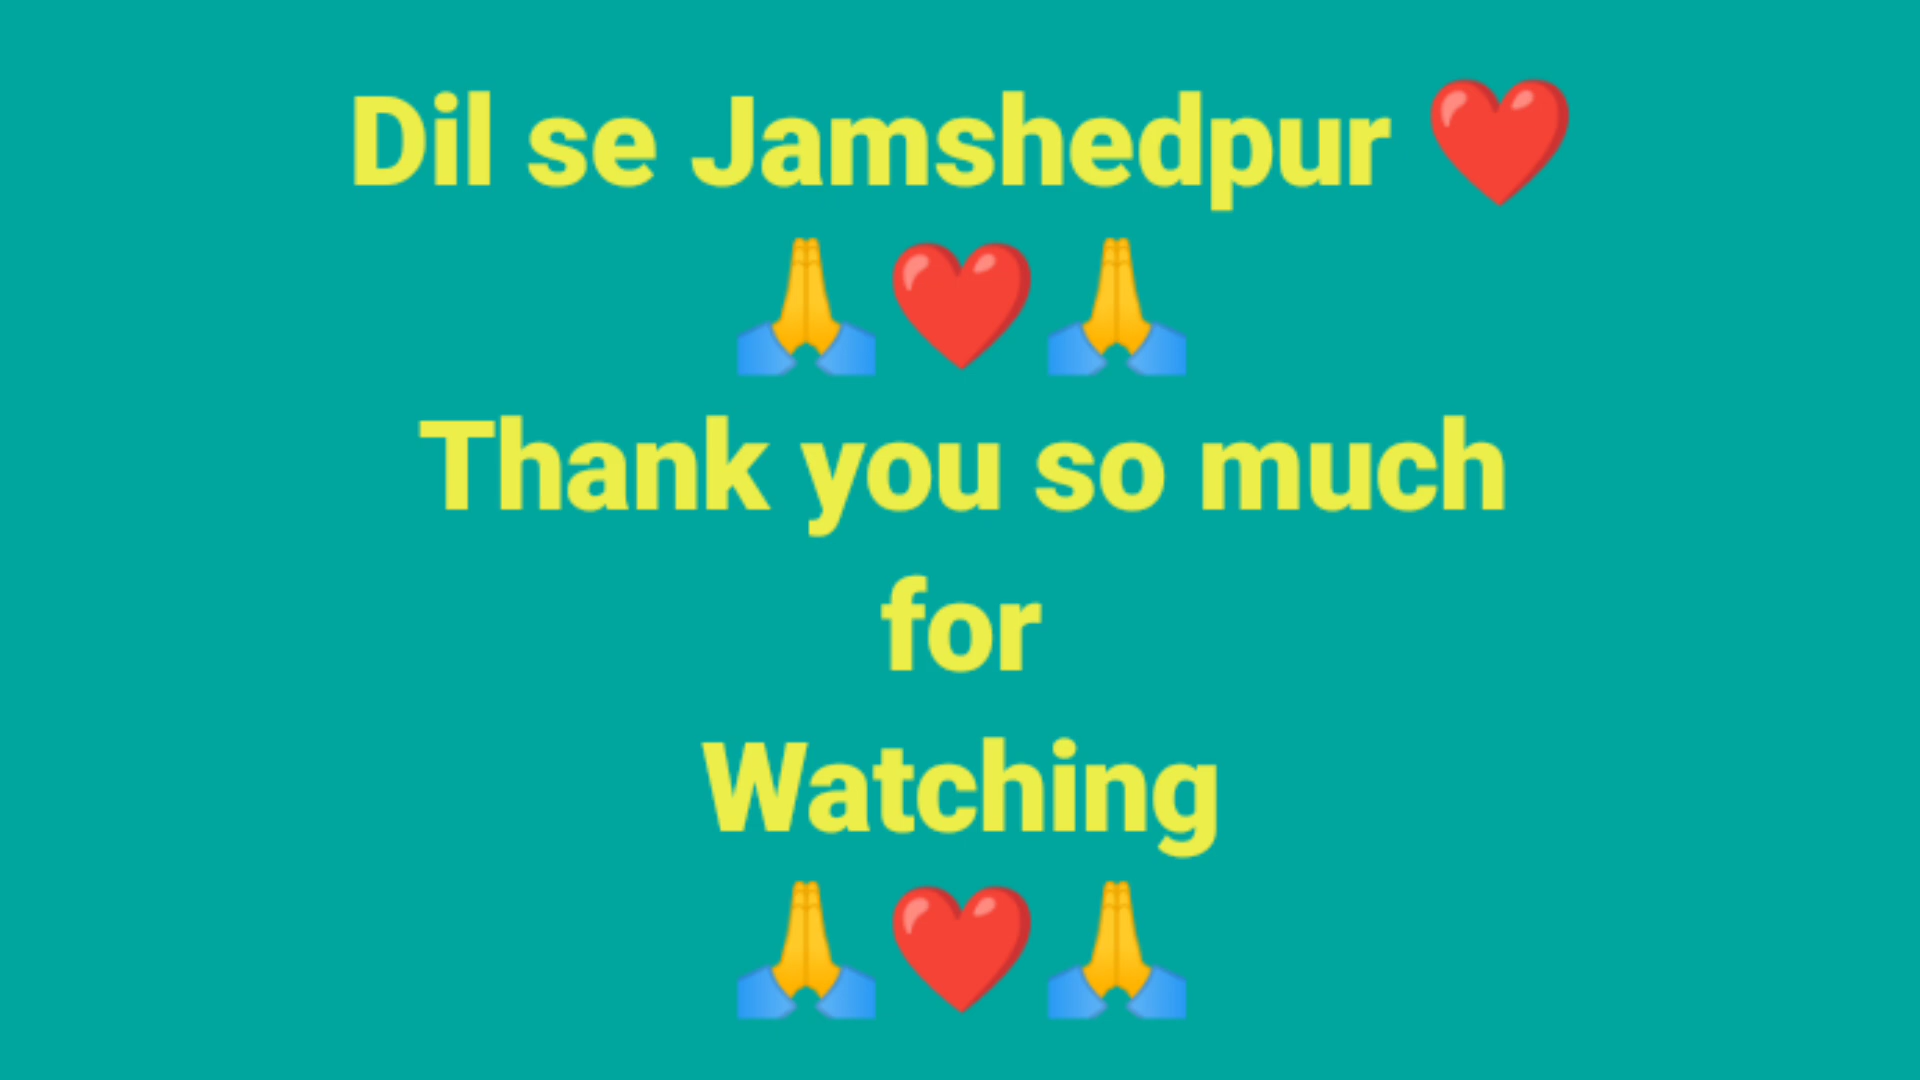 Dil se Jamshedpur ❤️
🙏❤️🙏
Thank you so much
for
Watching
🙏❤️🙏